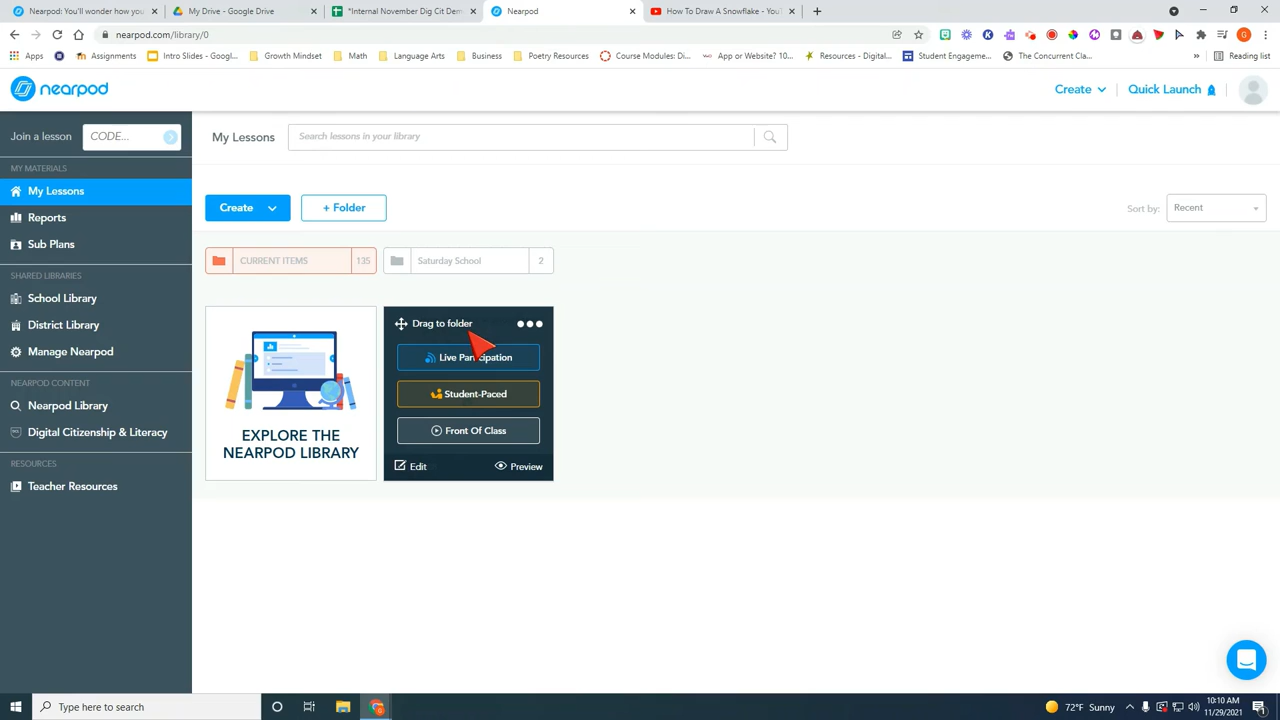 Nearpod: You'll wonder how you
My Drive - Google Drive
"Internal November Dig Cit Dem
Nearpod
How To Draw A Snowflake - You
nearpod.com/library/0
Apps
in
Assignments
Intro Slides - Googl...
Growth Mindset
Math
Language Arts
Business
Poetry Resources
Course Modules: Di...
App or Website? 10...
Resources - Digital...
Student Engageme...
The Concurrent Cla...
Reading list
nearpod
Create
Quick Launch
Join a lesson
CODE...
My Lessons
Search lessons in your library
MY MATERIALS
My Lessons
Reports
Sub Plans
SHARED LIBRARIES
School Library
District Library
Manage Nearpod
NEARPOD CONTENT
Nearpod Library
Digital Citizenship & Literacy
RESOURCES
Teacher Resources
Create
+ Folder
Sort by:
Recent
CURRENT ITEMS
135
Saturday School
2
EXPLORE THE
NEARPOD LIBRARY
Drag to folder
Live Participation
Student-Paced
Front Of Class
Edit
Preview
Type here to search
72°F Sunny
10:10 AM
11/29/2021